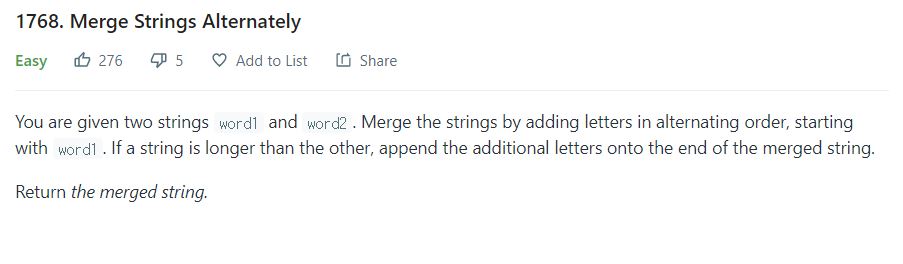 1768. Merge Strings Alternately
Easy 276 5 Add to List Share
You are given two strings word1 and word2 . Merge the strings by adding letters in alternating order, starting
with word1 . If a string is longer than the other, append the additional letters onto the end of the merged string.
Return the merged string.